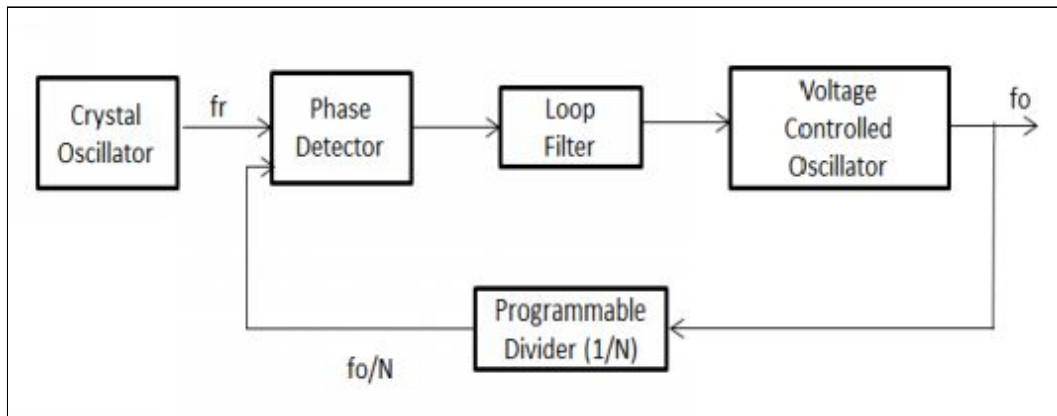 Crystal
Oscillator
fr
Phase
Detector
Loop
Filter
Voltage
Controlled
Oscillator
fo
Programmable
Divider (1/N)
fo/N